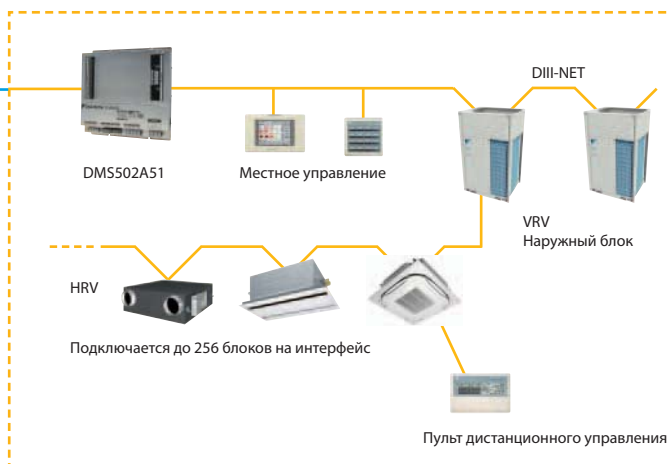 DIII-NET
DMS502A51
Местное управление
VRV
Наружный блок
HRV
Подключается до 256 блоков на интерфейс
Пульт дистанционного управления